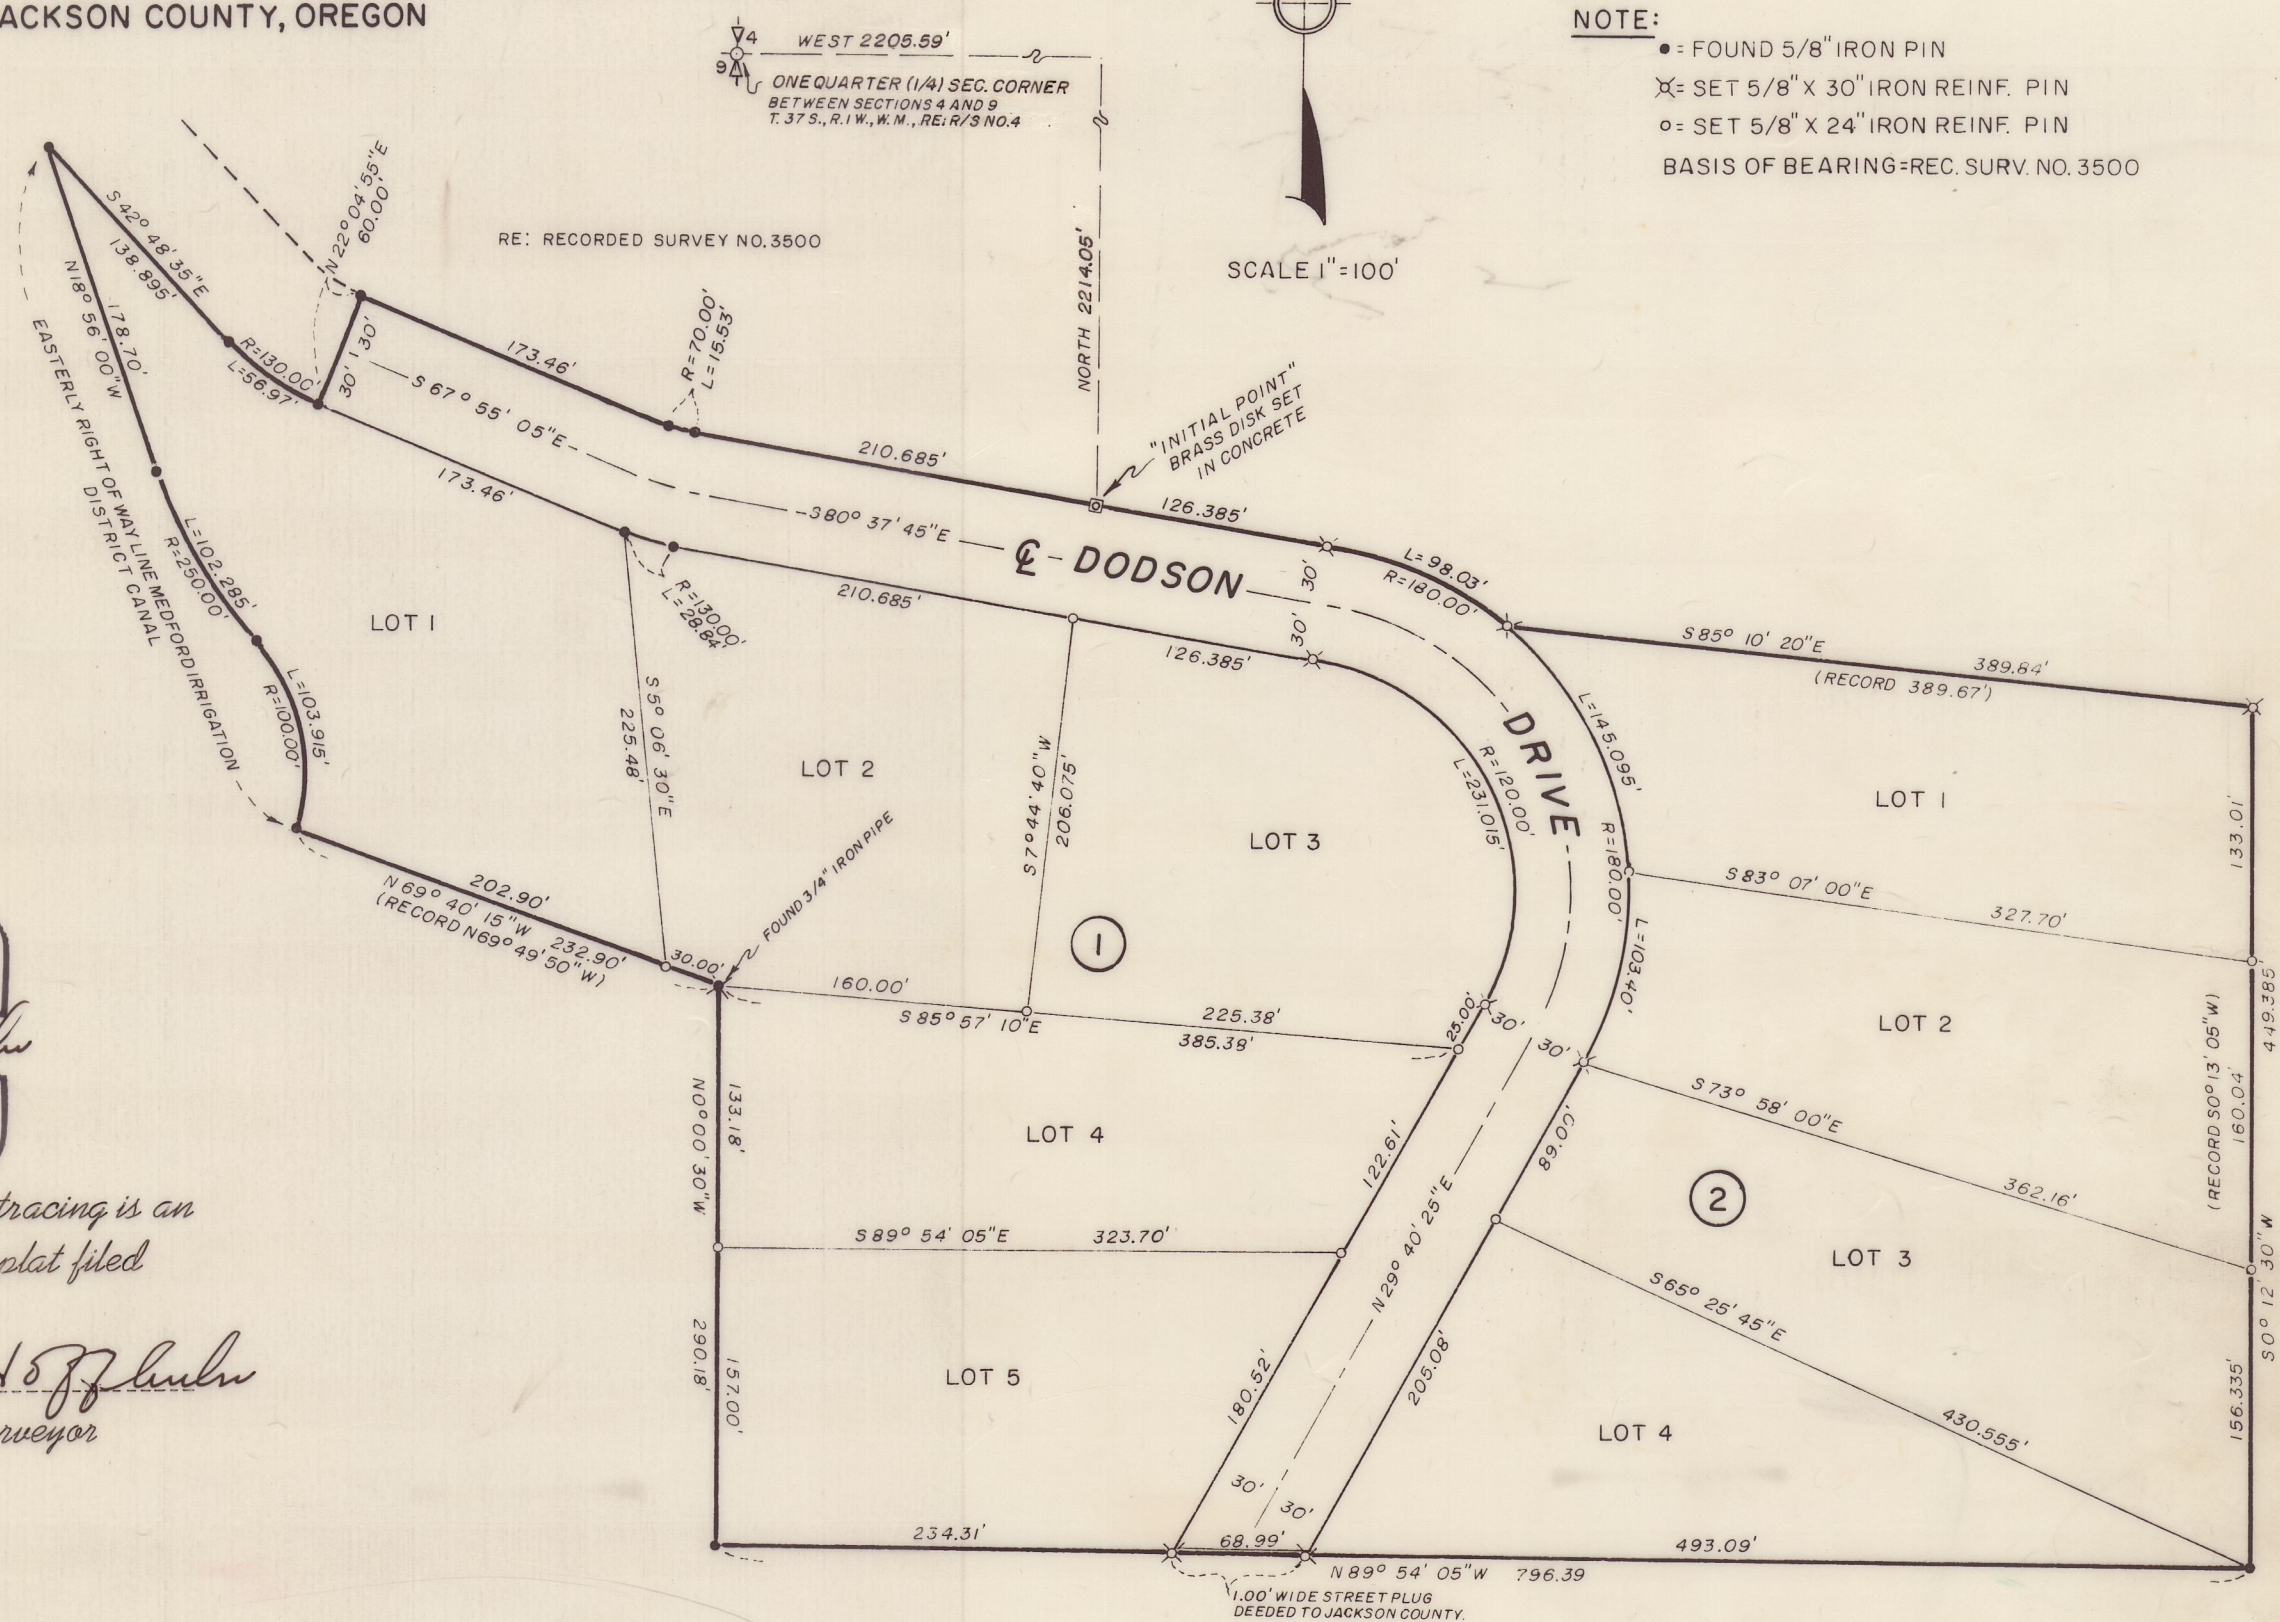 ACKSON COUNTY, OREGON
4
9
WEST 2205.59'
ONE QUARTER (1/4) SEC. CORNER
BETWEEN SECTIONS 4 AND 9
T. 37 S., R. 1 W., W.M., RE: R/S NO. 4
NOTE:
● = FOUND 5/8" IRON PIN
= SET 5/8" X 30" IRON REINF. PIN
○ = SET 5/8" X 24" IRON REINF. PIN
BASIS OF BEARING=REC. SURV. NO. 3500
SCALE 1"=100'
NORTH 2214.05'
RE: RECORDED SURVEY NO. 3500
N 22° 04' 55" E
60.00'
S 42° 48' 35" E
138.895'
178.70'
N 18° 56' 00" W
R=130.00'
L=56.97'
30'
30'
173.46'
R=70.00'
L=15.53'
S 67° 55' 05" E
173.46'
210.685'
"INITIAL POINT"
BRASS DISK SET
IN CONCRETE
126.385'
S80° 37' 45" E
℄ - DODSON
DRIVE
L=98.03'
R=180.00'
30'
30'
EASTERLY RIGHT OF WAY LINE MEDFORD IRRIGATION
DISTRICT CANAL
L=102.285'
R=250.00'
L=103.915'
R=100.00'
LOT 1
R=130.00'
L=28.84'
210.685'
126.385'
S 5° 06' 30" E
225.48'
LOT 2
S 7° 44' 40" W
206.075'
LOT 3
R=120.00'
L=231.015'
L=145.095'
R=180.00'
L=103.40'
S 85° 10' 20" E
389.84'
(RECORD 389.67')
LOT 1
133.01'
S 83° 07' 00" E
327.70'
LOT 2
449.385'
(RECORD S0° 13' 05" W)
160.04'
S 0° 12' 30" W
202.90'
N 69° 40' 15" W 232.90'
(RECORD N69° 49' 50" W)
30.00'
FOUND 3/4" IRON PIPE
1
160.00'
225.38'
S 85° 57' 10" E
385.38'
25.00'
30'
30'
S 73° 58' 00" E
362.16'
N0° 00' 30" W
133.18'
LOT 4
122.61'
89.00'
2
LOT 3
N 29° 40' 25" E
S 89° 54' 05" E
323.70'
S 65° 25' 45" E
430.555'
290.18'
157.00'
LOT 5
180.52'
205.08'
LOT 4
156.335'
30'
30'
234.31'
68.99'
493.09'
N 89° 54' 05" W 796.39
1.00' WIDE STREET PLUG
DEEDED TO JACKSON COUNTY.
tracing is an
plat filed
rveyor